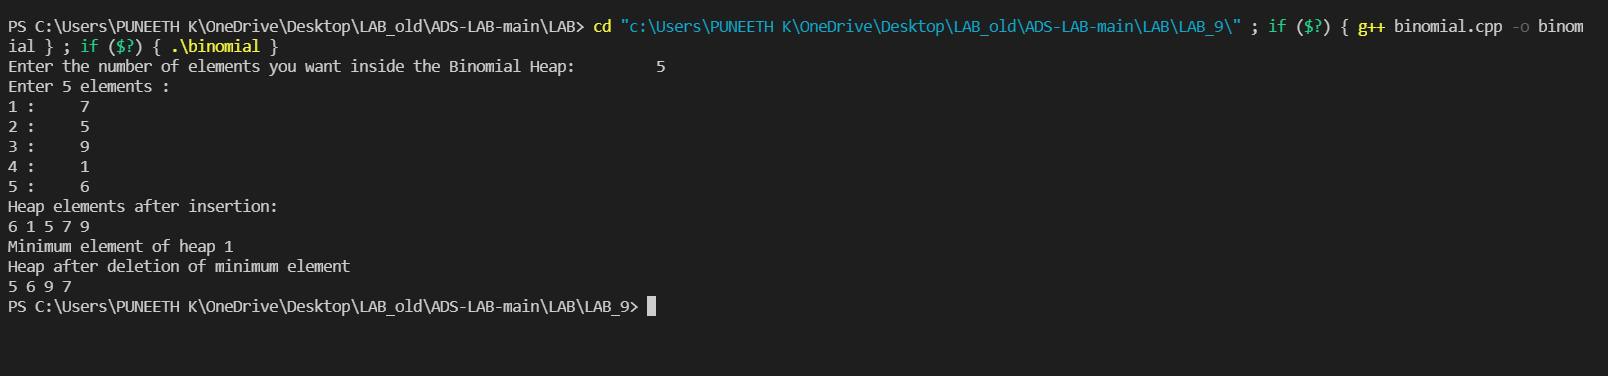 PS C:\Users\PUNEETH K\OneDrive\Desktop\LAB_old\ADS-LAB-main\LAB> cd "c:\Users\PUNEETH K\OneDrive\Desktop\LAB_old\ADS-LAB-main\LAB\LAB_9\" ; if ($?) { g++ binomial.cpp -o binom
ial } ; if ($?) { .\binomial }
Enter the number of elements you want inside the Binomial Heap:         5
Enter 5 elements :
1 :     7
2 :     5
3 :     9
4 :     1
5 :     6
Heap elements after insertion:
6 1 5 7 9
Minimum element of heap 1
Heap after deletion of minimum element
5 6 9 7
PS C:\Users\PUNEETH K\OneDrive\Desktop\LAB_old\ADS-LAB-main\LAB\LAB_9>